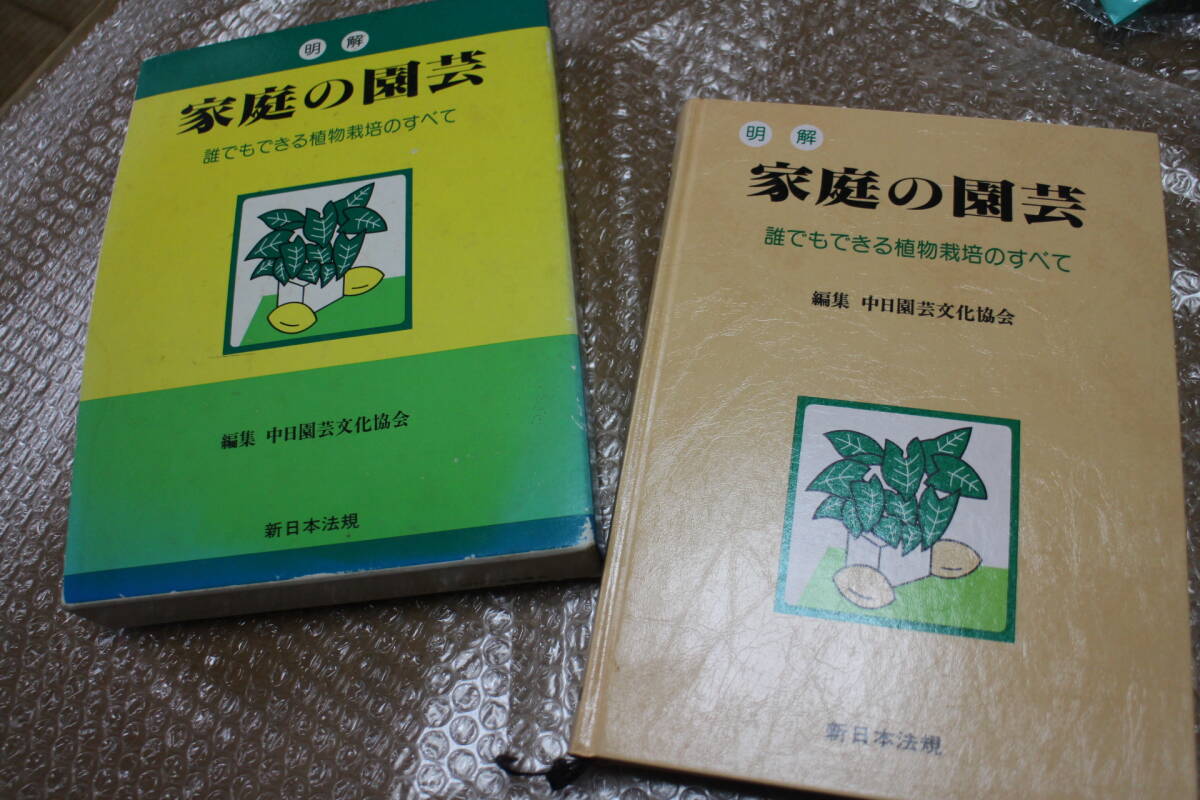 明 解
家庭の園芸
誰でもできる植物栽培のすべて
編集 中日園芸文化協会
新日本法規
明 解
家庭の園芸
誰でもできる植物栽培のすべて
編集 中日園芸文化協会
新日本法規